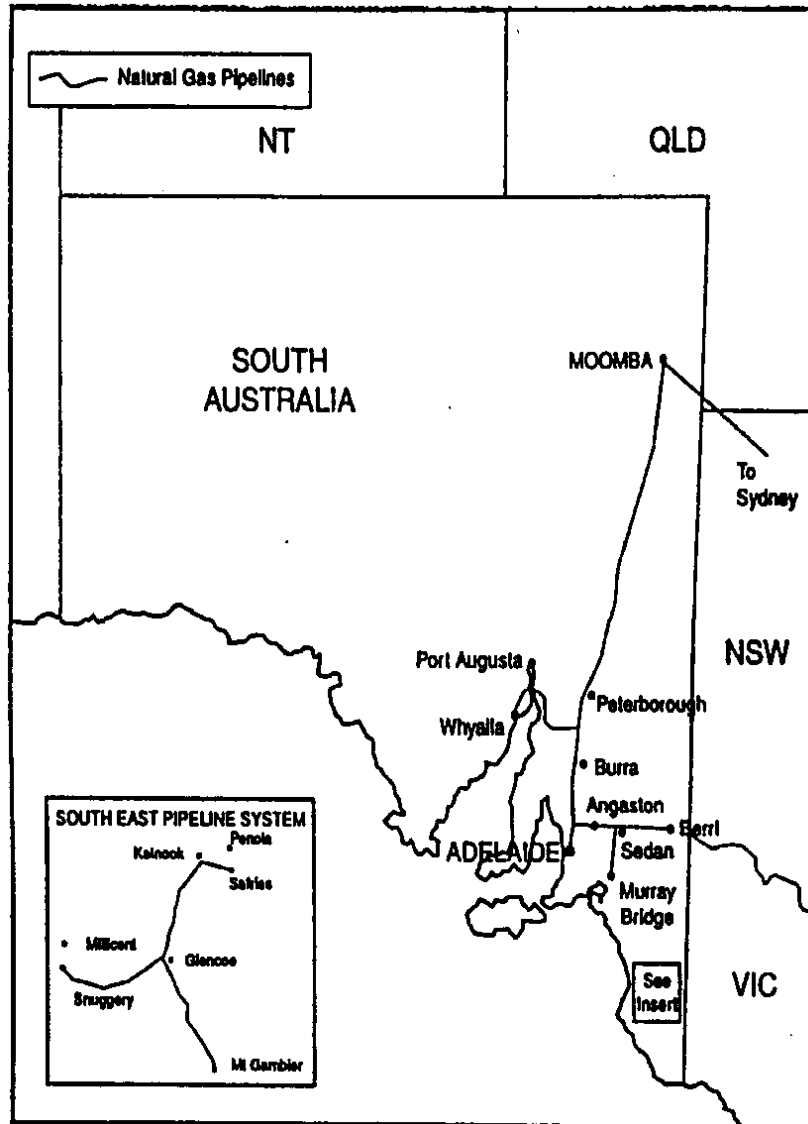 Natural Gas Pipelines
NT
QLD
SOUTH
AUSTRALIA
MOOMBA
To
Sydney
NSW
Port Augusta
Whyalla
Peterborough
Burra
Angaston
Berri
ADELAIDE
Sedan
Murray
Bridge
See
Insert
VIC
SOUTH EAST PIPELINE SYSTEM
Penola
Katnook
Safries
Millicent
Glencoe
Snuggery
Mt Gambier